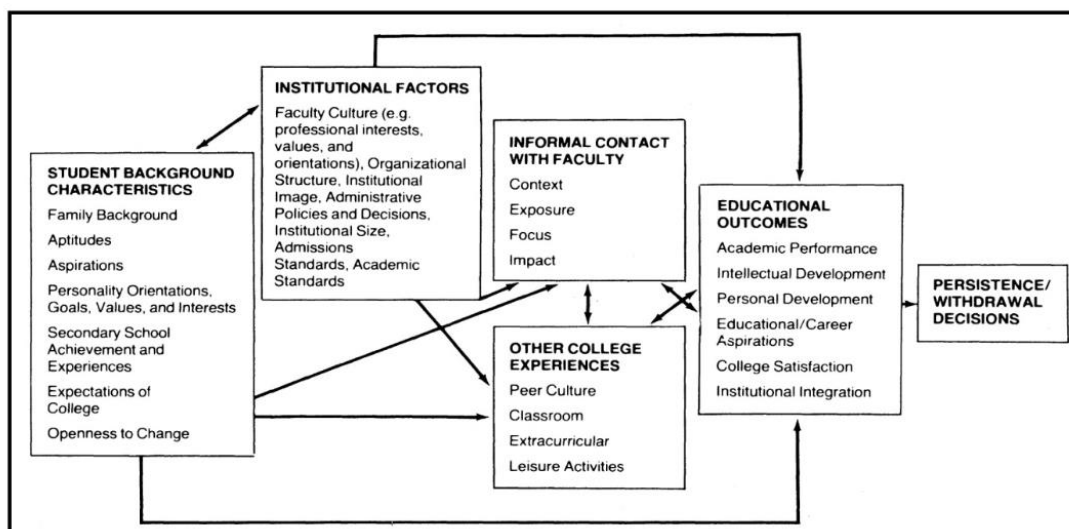 STUDENT BACKGROUND
CHARACTERISTICS
Family Background
Aptitudes
Aspirations
Personality Orientations,
Goals, Values, and Interests
Secondary School
Achievement and
Experiences
Expectations of
College
Openness to Change
INSTITUTIONAL FACTORS
Faculty Culture (e.g.
professional interests,
values, and
orientations), Organizational
Structure, Institutional
Image, Administrative
Policies and Decisions,
Institutional Size,
Admissions
Standards, Academic
Standards
INFORMAL CONTACT
WITH FACULTY
Context
Exposure
Focus
Impact
OTHER COLLEGE
EXPERIENCES
Peer Culture
Classroom
Extracurricular
Leisure Activities
EDUCATIONAL
OUTCOMES
Academic Performance
Intellectual Development
Personal Development
Educational/Career
Aspirations
College Satisfaction
Institutional Integration
PERSISTENCE/
WITHDRAWAL
DECISIONS